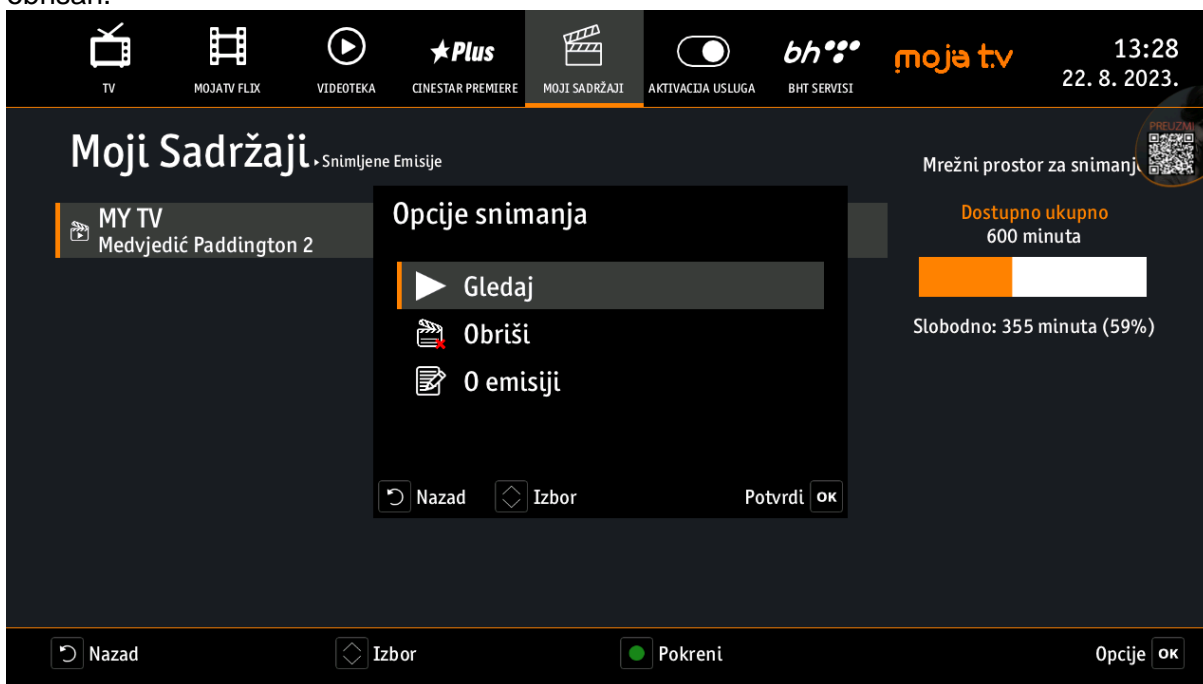 obrisan.
TV
MOJATV FLIX
VIDEOTEKA
Plus
CINESTAR PREMIERE
MOJI SADRŽAJI
AKTIVACIJA USLUGA
bh
BHT SERVISI
moja tv
13:28
22. 8. 2023.
PREUZMI
Moji Sadržaji ▸ Snimljene Emisije
Mrežni prostor za snimanj
MY TV
Medvjedić Paddington 2
Dostupno ukupno
600 minuta
Slobodno: 355 minuta (59%)
Opcije snimanja
Gledaj
Obriši
O emisiji
Nazad Izbor Potvrdi OK
Nazad Izbor Pokreni Opcije OK